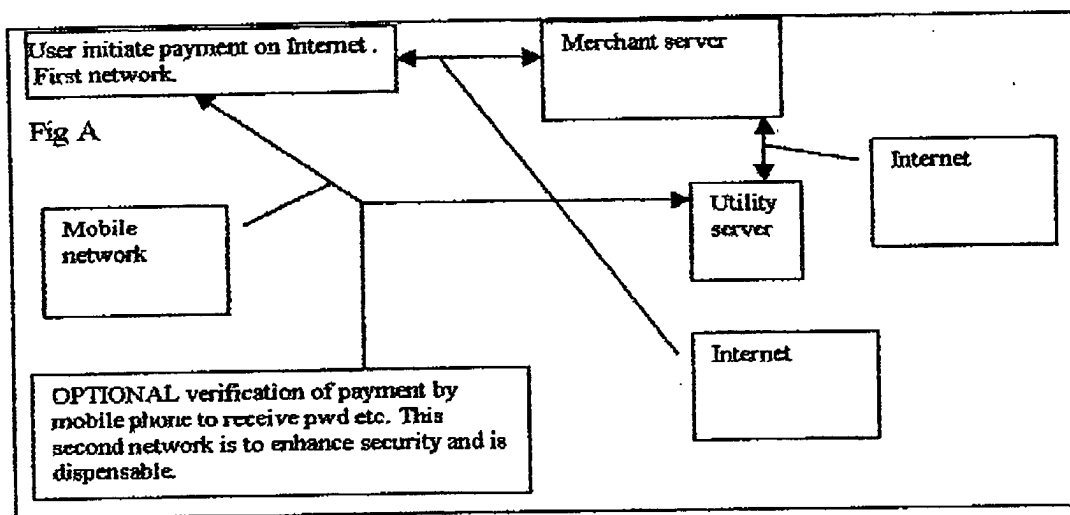 User initiate payment on Internet .
First network.
Merchant server
Fig A
Internet
Mobile
network
Utility
server
Internet
OPTIONAL verification of payment by
mobile phone to receive pwd etc. This
second network is to enhance security and is
dispensable.